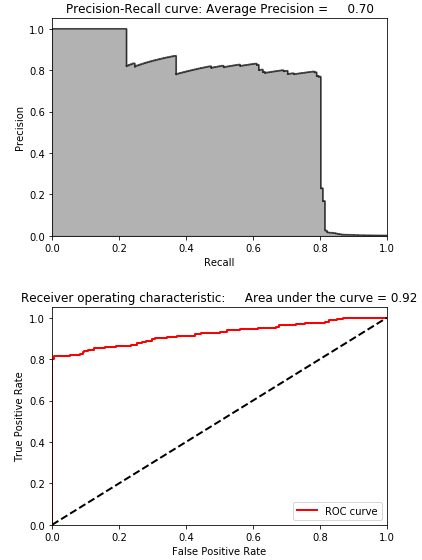 Precision-Recall curve: Average Precision = 0.70
1.0
0.8
0.6
0.4
0.2
0.0
Precision
0.0 0.2 0.4 0.6 0.8 1.0
Recall
Receiver operating characteristic: Area under the curve = 0.92
1.0
0.8
0.6
0.4
0.2
0.0
True Positive Rate
ROC curve
0.0 0.2 0.4 0.6 0.8 1.0
False Positive Rate